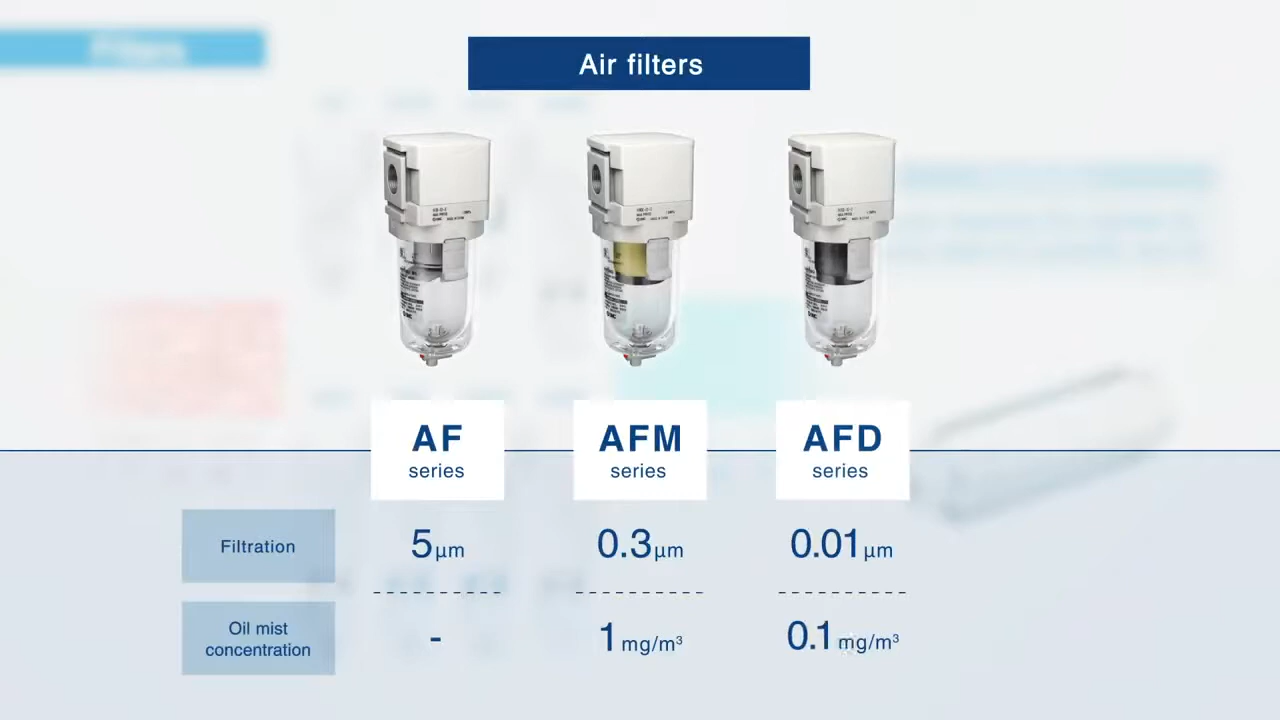 Filters
Air filters
AF
series
AFM
series
AFD
series
Filtration
5µm
0.3µm
0.01µm
Oil mist
concentration
-
1mg/m³
0.1mg/m³